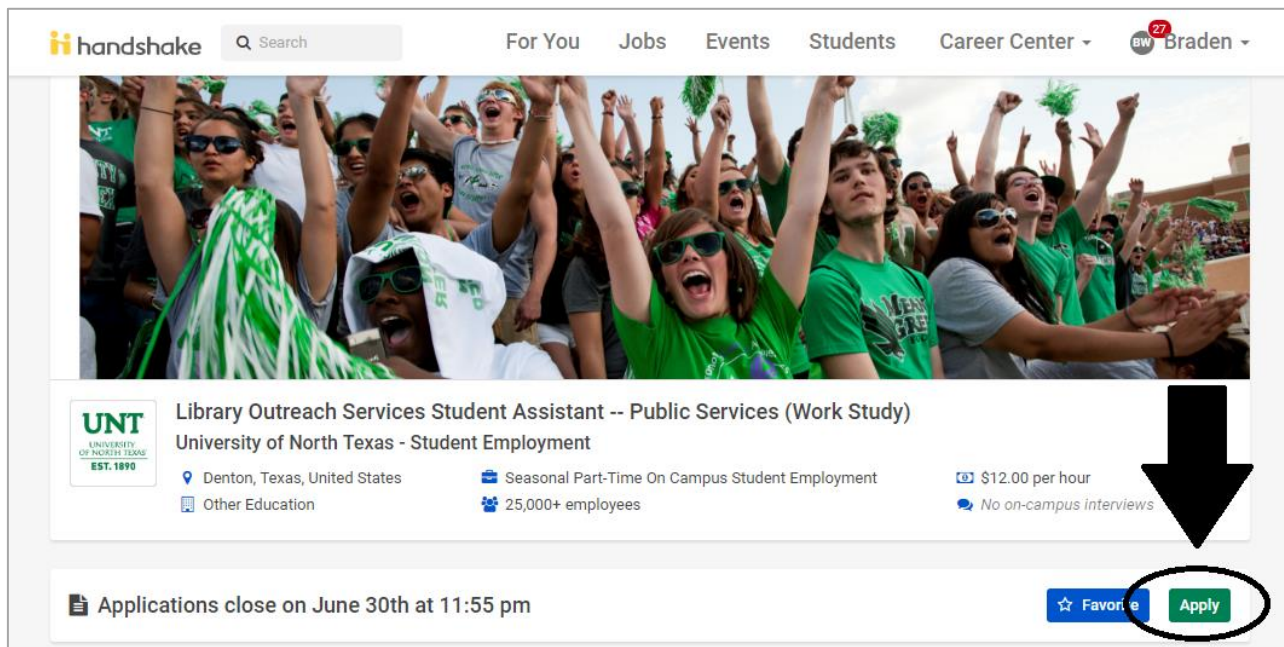 handshake Search For You Jobs Events Students Career Center BW 27 Braden
MEAN
GREE
UNT
UNIVERSITY
OF NORTH TEXAS
EST. 1890
Library Outreach Services Student Assistant -- Public Services (Work Study)
University of North Texas - Student Employment
Denton, Texas, United States Seasonal Part-Time On Campus Student Employment $12.00 per hour
Other Education 25,000+ employees No on-campus interviews
Applications close on June 30th at 11:55 pm Favorite Apply